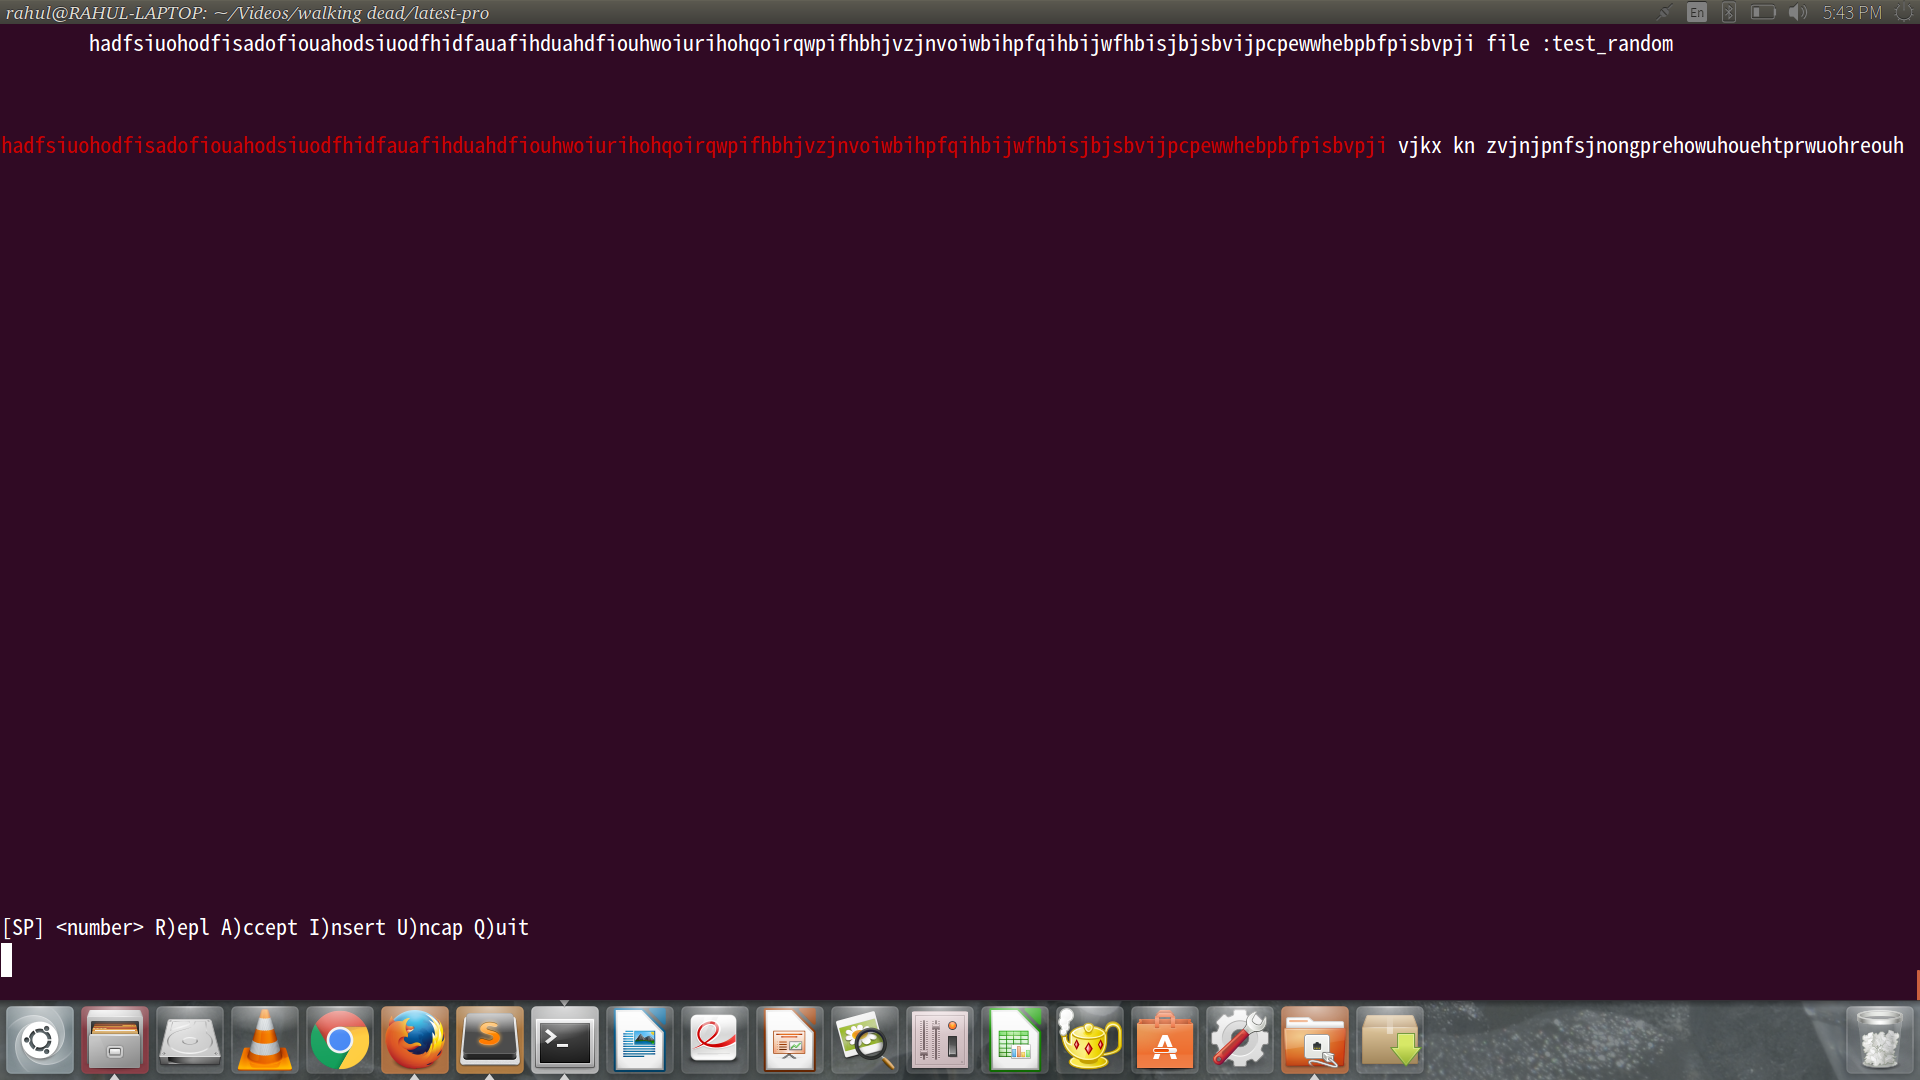 rahul@RAHUL-LAPTOP: ~/Videos/walking dead/latest-pro
En
5:43 PM
hadfsiuohodfisadofiouahodsiuodfhidfauafihduahdfiouhwoiurihohqoirqwpifhbhjvzjnvoiwbihpfqihbijwfhbisjbjsbvijpcpewwhebpbfpisbvpji file :test_random
hadfsiuohodfisadofiouahodsiuodfhidfauafihduahdfiouhwoiurihohqoirqwpifhbhjvzjnvoiwbihpfqihbijwfhbisjbjsbvijpcpewwhebpbfpisbvpji vjkx kn zvjnjpnfsjnongprehowuhouehtprwuohreouh
[SP] <number> R)epl A)ccept I)nsert U)ncap Q)uit